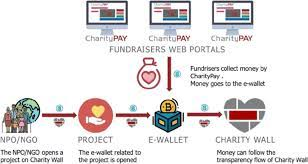 CharityPAY CharityPAY CharityPAY
FUNDRAISERS WEB PORTALS
Fundrisers collect money by
CharityPay .
Money goes to the e-wallet
NPO/NGO PROJECT E-WALLET CHARITY WALL
The NPO/NGO opens a
project on Charity Wall
The e-wallet related to
the project is opened
Money can follow the
transparency flow of Charity Wall